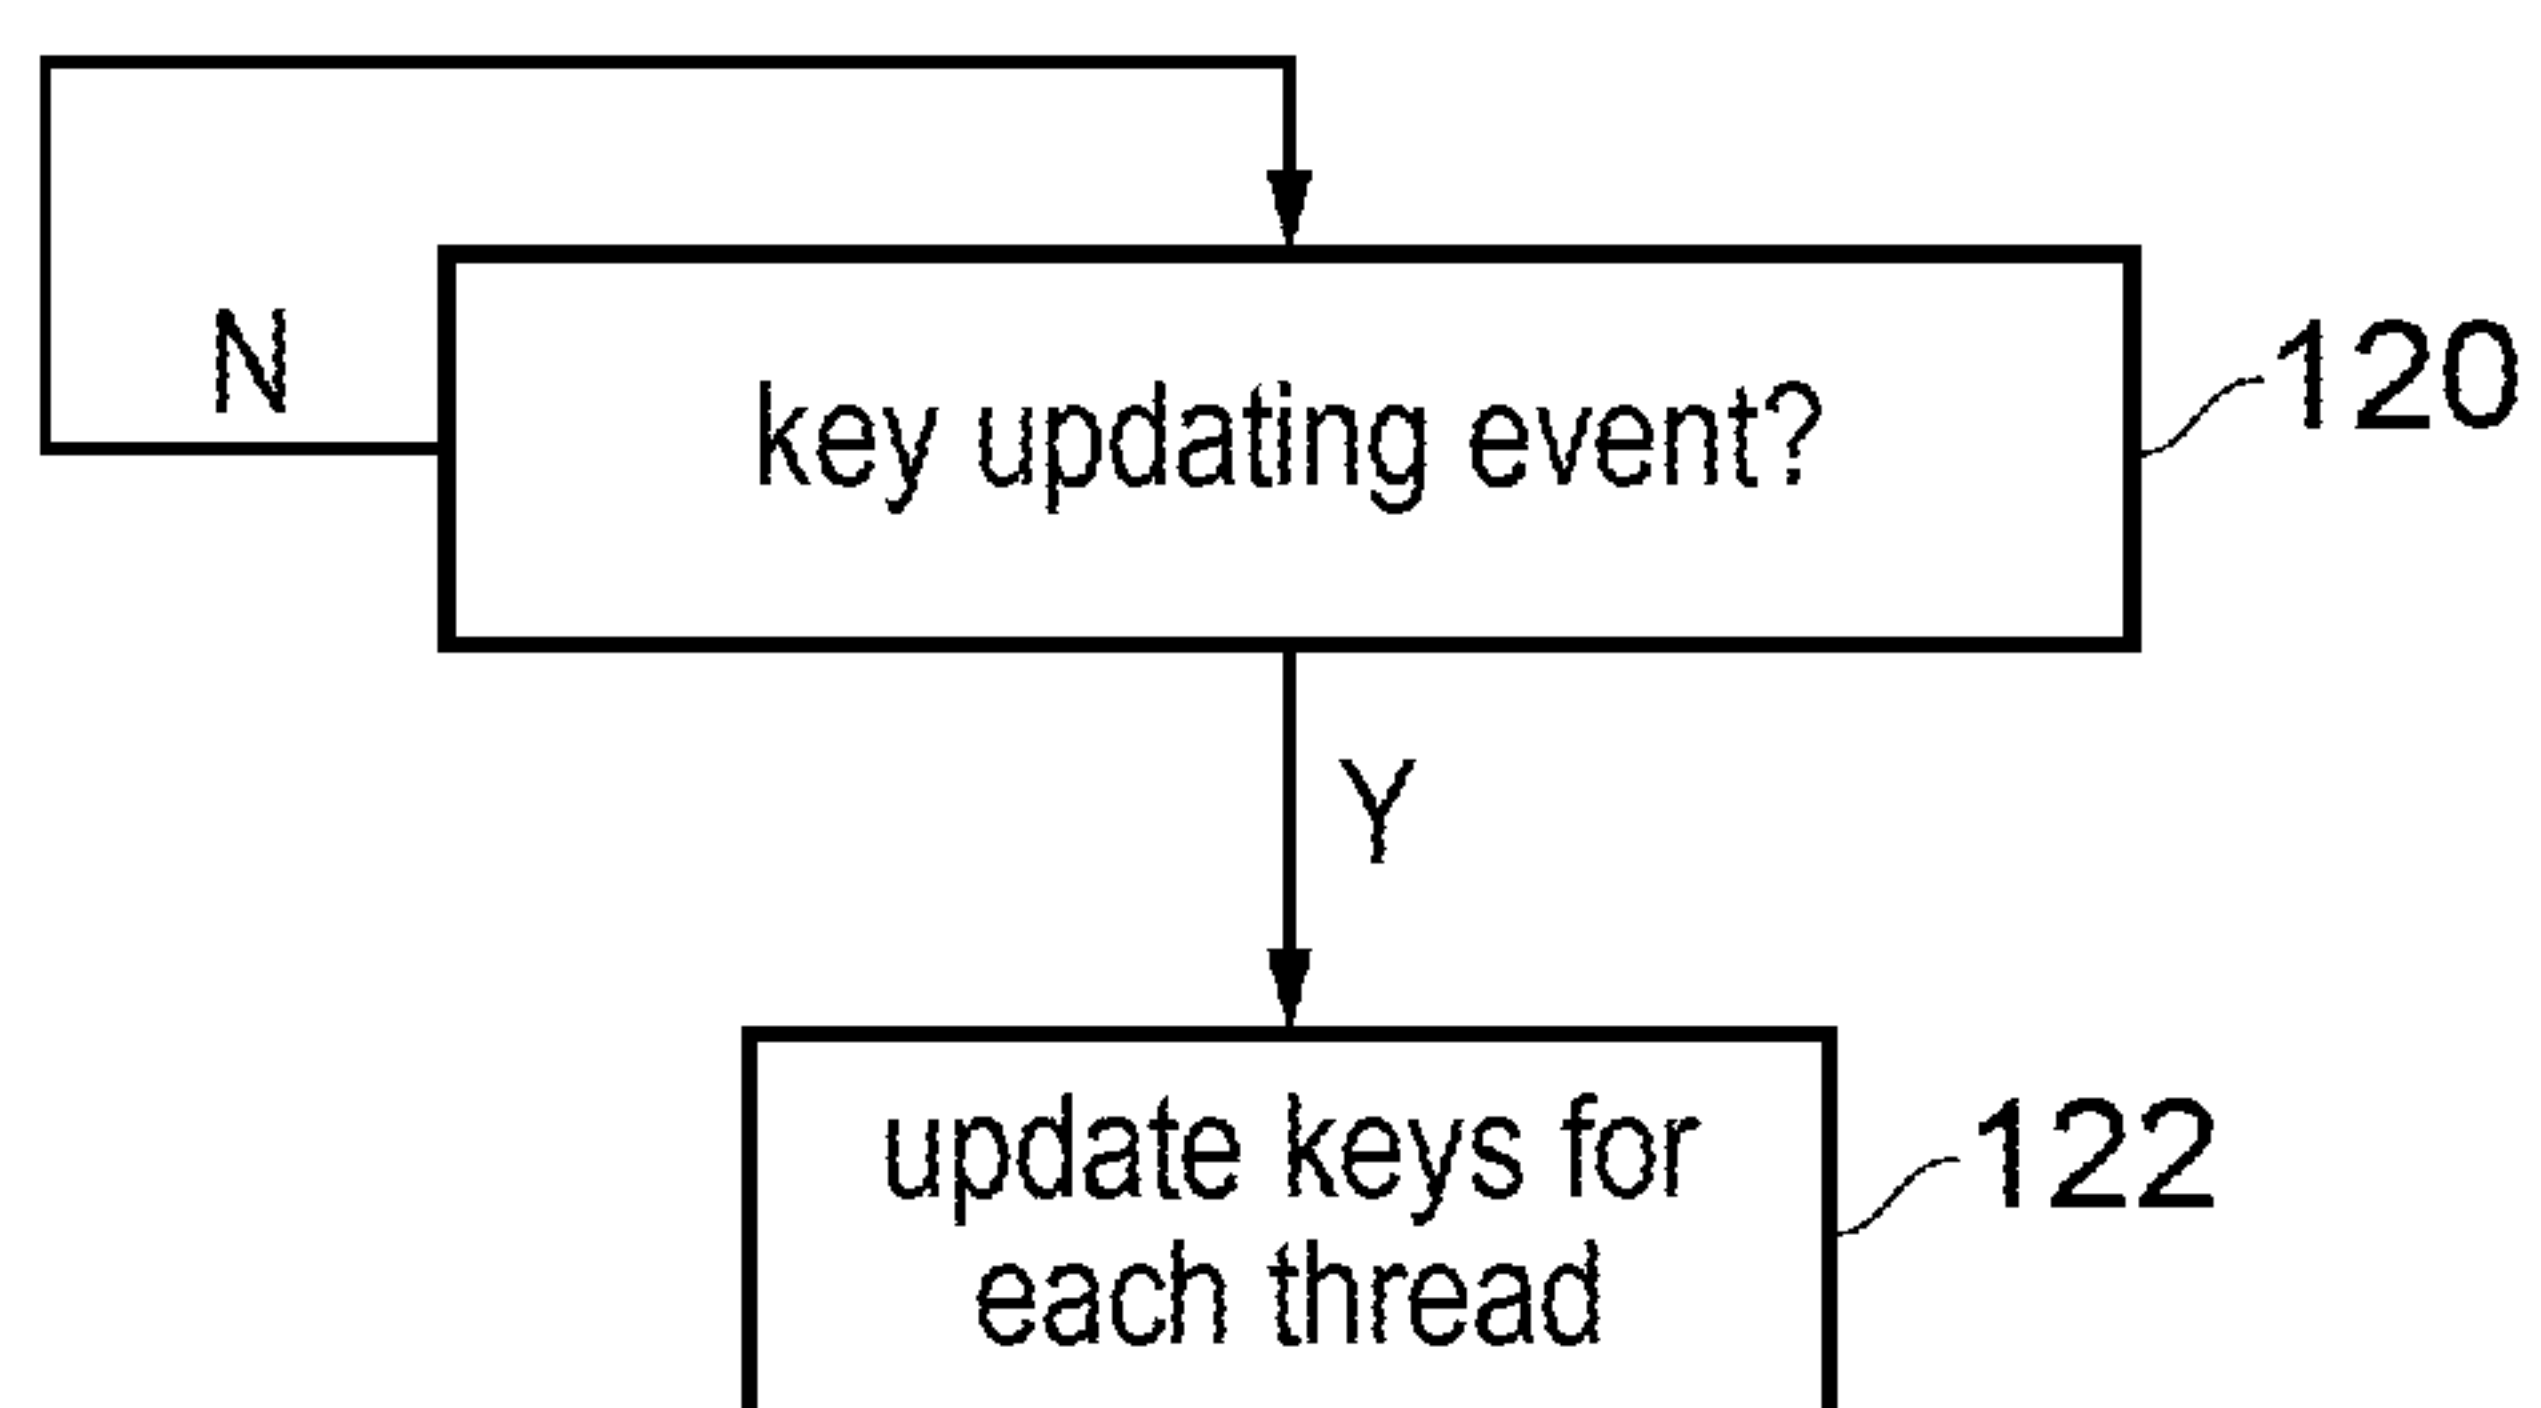 N
key updating event?
120
Y
update keys for
each thread
122